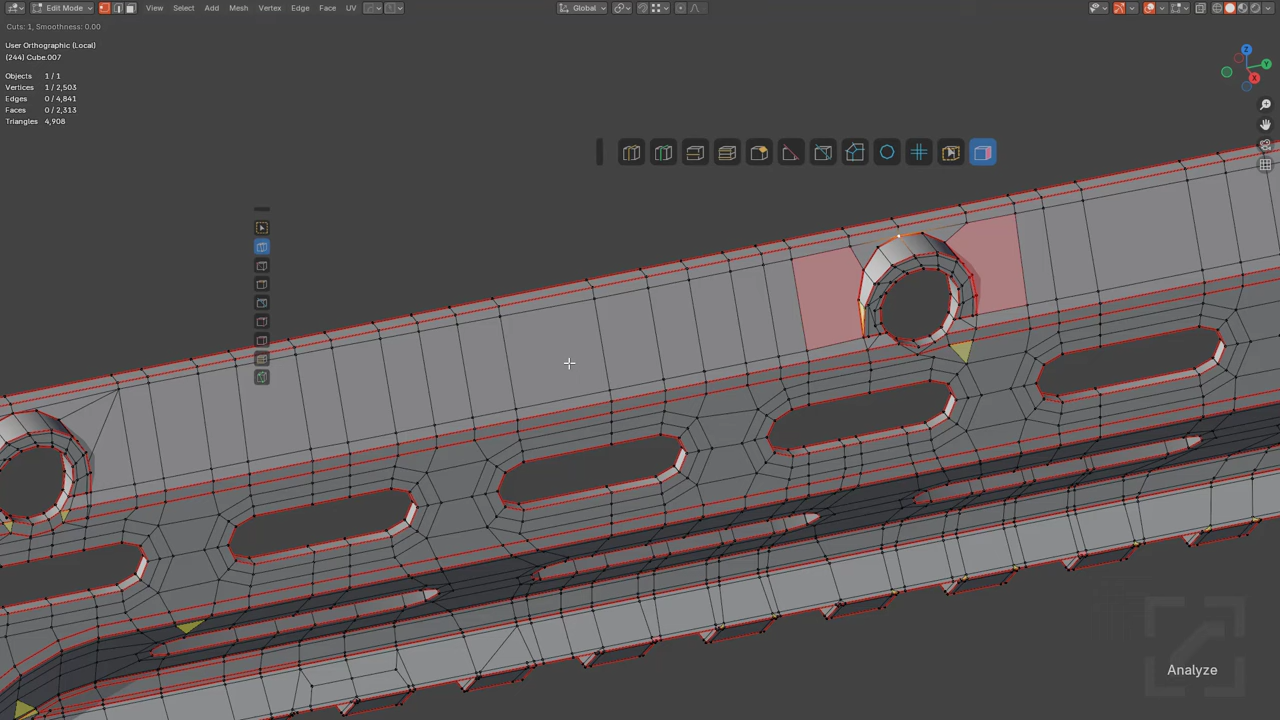 Edit Mode View Select Add Mesh Vertex Edge Face UV Global
Cuts: 1, Smoothness: 0.00
User Orthographic (Local)
(244) Cube.007
Objects 1 / 1
Vertices 1 / 2,503
Edges 0 / 4,841
Faces 0 / 2,313
Triangles 4,908
Z
Y
X
Analyze